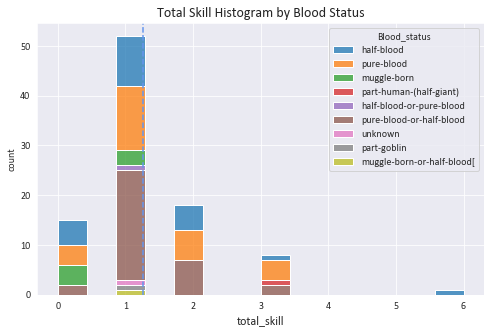 Total Skill Histogram by Blood Status
50
40
30
20
10
0
count
Blood_status
half-blood
pure-blood
muggle-born
part-human-(half-giant)
half-blood-or-pure-blood
pure-blood-or-half-blood
unknown
part-goblin
muggle-born-or-half-blood[
0 1 2 3 4 5 6
total_skill